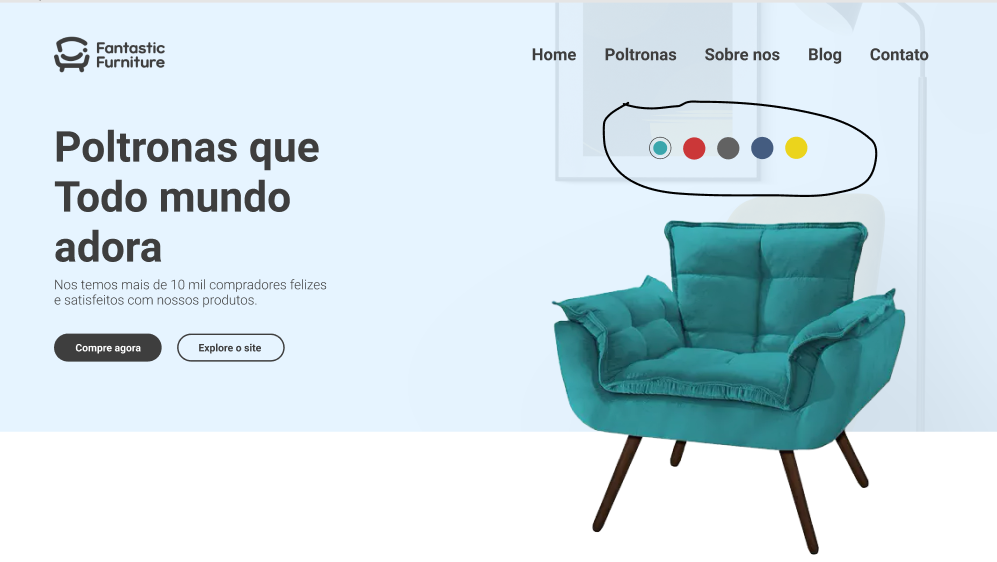 Fantastic
Furniture
Home Poltronas Sobre nos Blog Contato
Poltronas que
Todo mundo
adora
Nos temos mais de 10 mil compradores felizes
e satisfeitos com nossos produtos.
Compre agora Explore o site